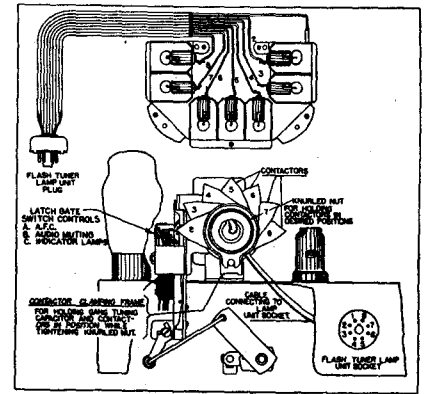 FLASH TUNER
LAMP UNIT
PLUG
CONTACTORS
KNURLED NUT
FOR HOLDING
CONTACTORS IN
DESIRED POSITIONS
LATCH GATE
SWITCH CONTROLS
A. A.F.C.
B. AUDIO MUTING
C. INDICATOR LAMPS
CONTACTOR CLAMPING FRAME
FOR HOLDING GANG TUNING
CAPACITOR AND CONTACT-
ORS IN POSITION WHILE
TIGHTENING KNURLED NUT.
CABLE
CONNECTING TO
LAMP
UNIT SOCKET
FLASH TUNER LAMP
UNIT SOCKET